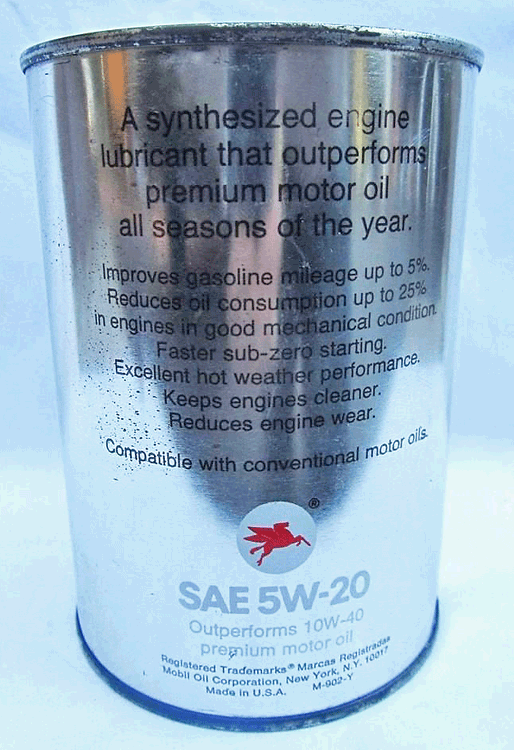 A synthesized engine
lubricant that outperforms
premium motor oil
all seasons of the year.
Improves gasoline mileage up to 5%.
Reduces oil consumption up to 25%
in engines in good mechanical condition.
Faster sub-zero starting.
Excellent hot weather performance.
Keeps engines cleaner.
Reduces engine wear.
Compatible with conventional motor oils.
®
SAE 5W-20
Outperforms 10W-40
premium motor oil
Registered Trademarks® Marcas Registradas
Mobil Oil Corporation, New York, N.Y. 10017
Made in U.S.A. M-902-Y